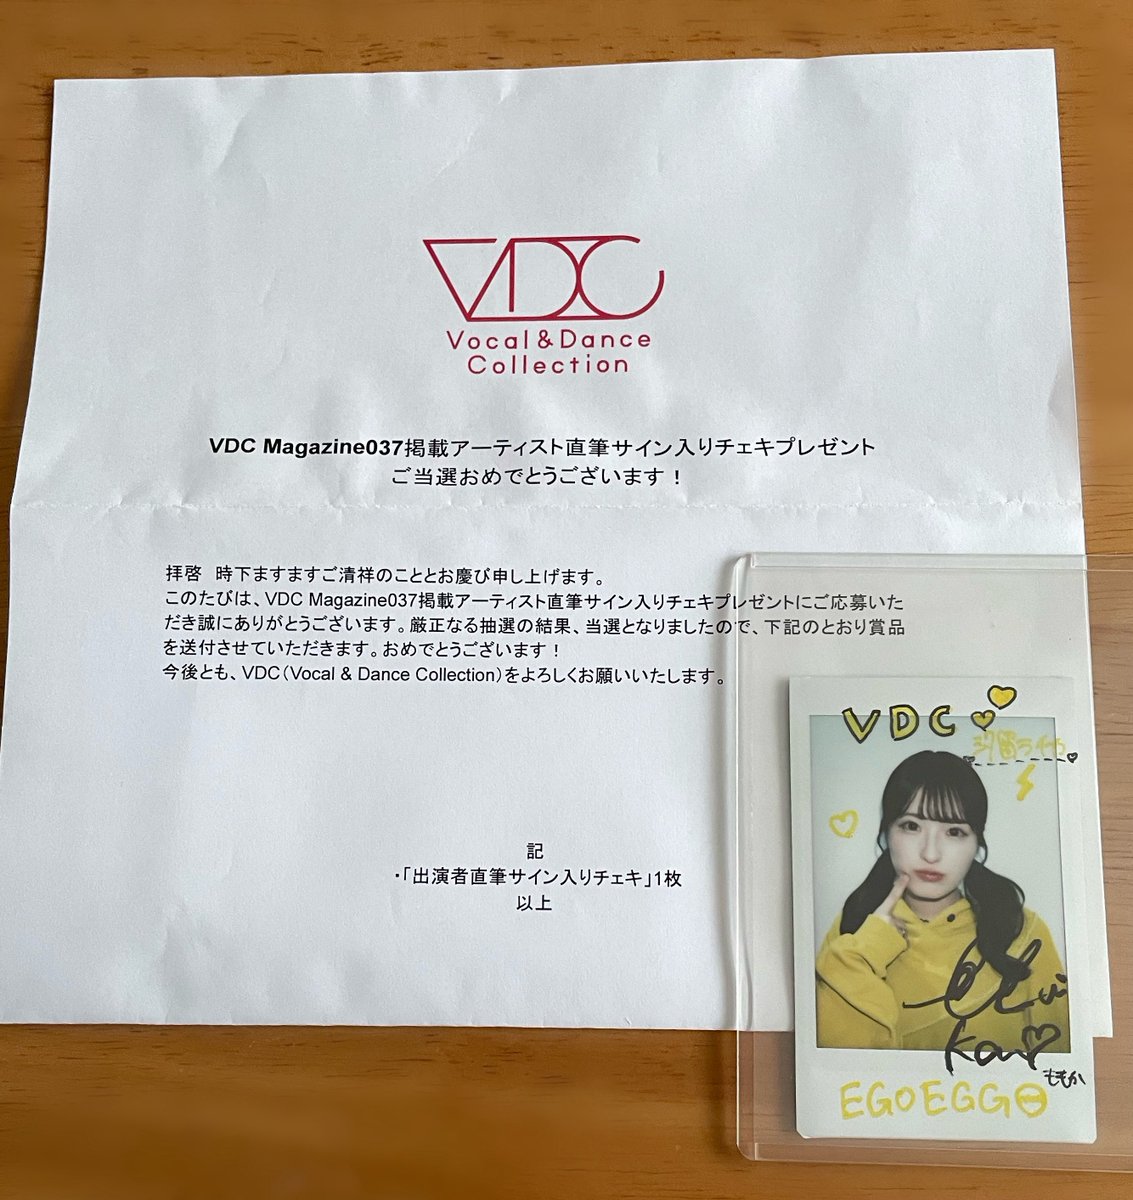 VDC
Vocal & Dance
Collection
VDC Magazine037掲載アーティスト直筆サイン入りチェキプレゼント
ご当選おめでとうございます！
拝啓　時下ますますご清祥のこととお慶び申し上げます。
このたびは、VDC Magazine037掲載アーティスト直筆サイン入りチェキプレゼントにご応募いた
だき誠にありがとうございます。厳正なる抽選の結果、当選となりましたので、下記のとおり賞品
を送付させていただきます。おめでとうございます！
今後とも、VDC（Vocal & Dance Collection）をよろしくお願いいたします。
記
・「出演者直筆サイン入りチェキ」1枚
以上
VDC
ももか
EGOEGG